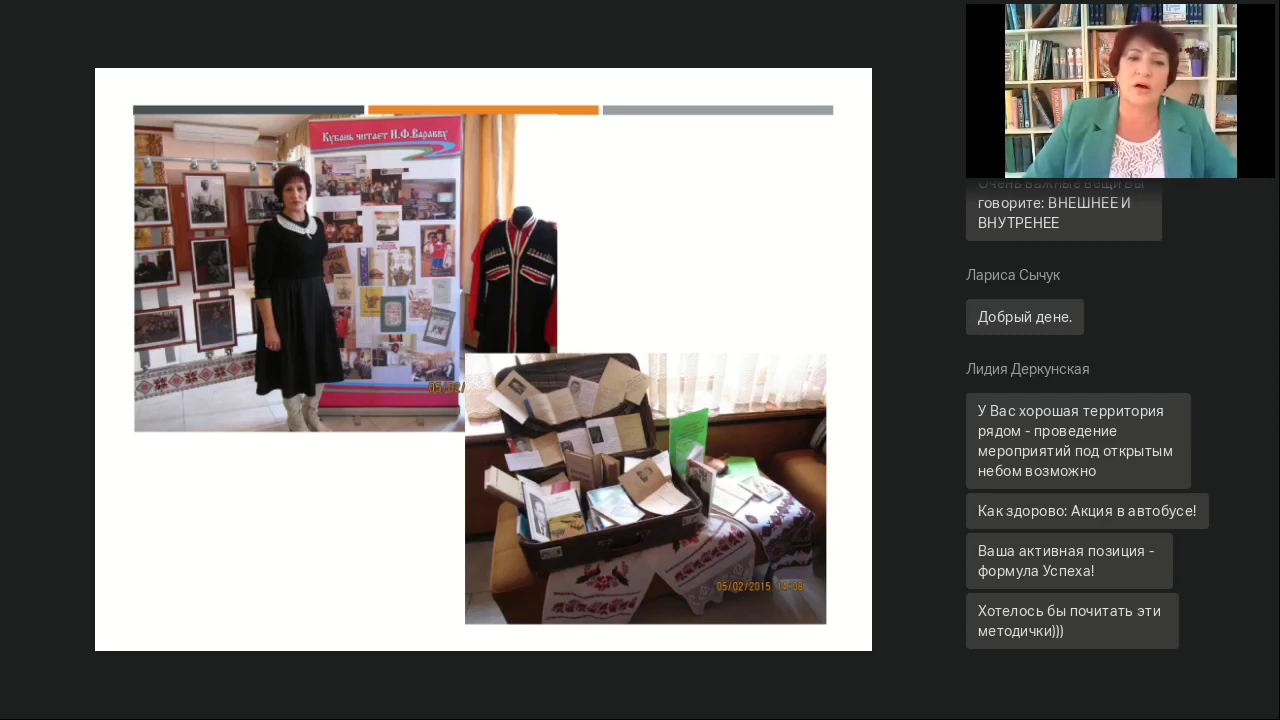 Кубань читает И.Ф.Варавву
05/02/
05/02/2015
Очень важные вещи Вы
говорите: ВНЕШНЕЕ И
ВНУТРЕНЕЕ
Лариса Сычук
Добрый дене.
Лидия Деркунская
У Вас хорошая территория
рядом - проведение
мероприятий под открытым
небом возможно
Как здорово: Акция в автобусе!
Ваша активная позиция -
формула Успеха!
Хотелось бы почитать эти
методички)))